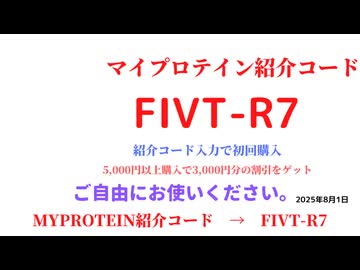 マイプロテイン紹介コード
FIVT-R7
紹介コード入力で初回購入
5,000円以上購入で3,000円分の割引をゲット
ご自由にお使いください。 2025年8月1日
MYPROTEIN紹介コード → FIVT-R7